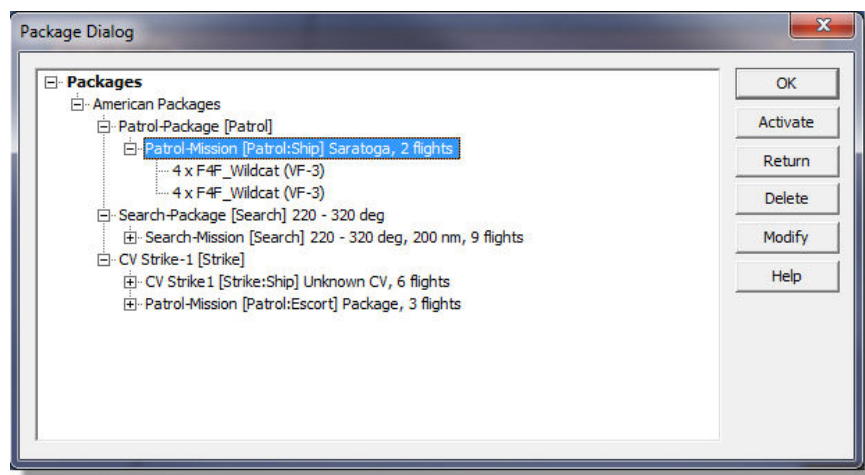 Package Dialog
Packages
American Packages
Patrol-Package [Patrol]
Patrol-Mission [Patrol:Ship] Saratoga, 2 flights
4 x F4F_Wildcat (VF-3)
4 x F4F_Wildcat (VF-3)
Search-Package [Search] 220 - 320 deg
Search-Mission [Search] 220 - 320 deg, 200 nm, 9 flights
CV Strike-1 [Strike]
CV Strike1 [Strike:Ship] Unknown CV, 6 flights
Patrol-Mission [Patrol:Escort] Package, 3 flights
OK
Activate
Return
Delete
Modify
Help